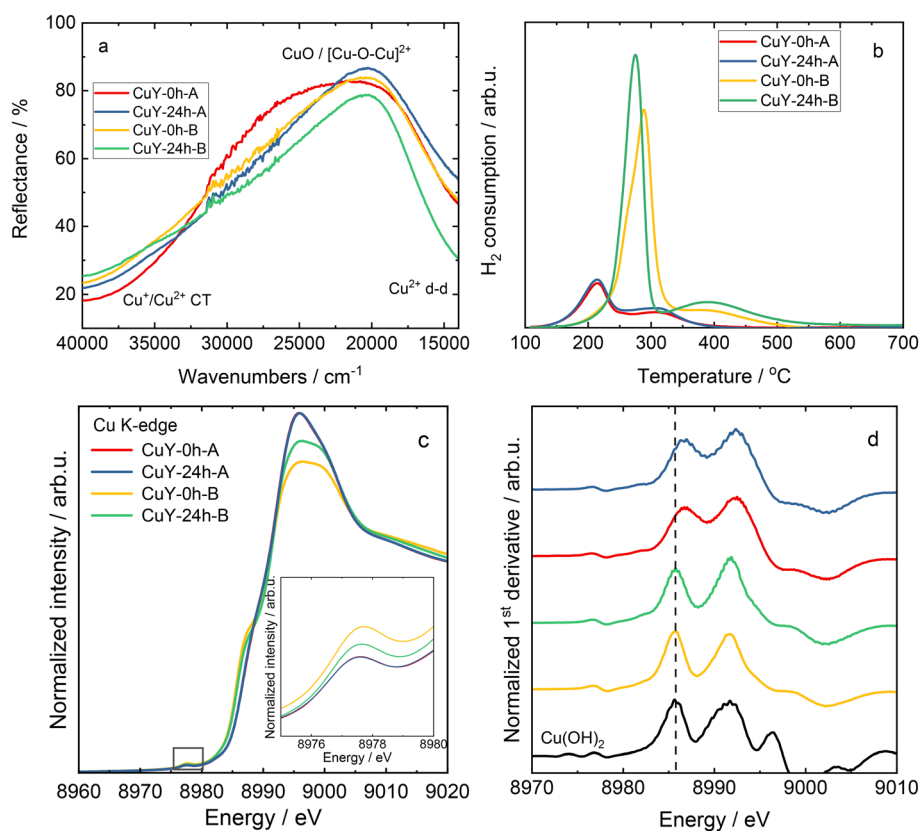 a
CuO / [Cu-O-Cu]2+
CuY-0h-A
CuY-24h-A
CuY-0h-B
CuY-24h-B
Cu+/Cu2+ CT
Cu2+ d-d
100
80
60
40
20
Reflectance / %
40000 35000 30000 25000 20000 15000
Wavenumbers / cm-1
b
CuY-0h-A
CuY-24h-A
CuY-0h-B
CuY-24h-B
H2 consumption / arb.u.
100 200 300 400 500 600 700
Temperature / oC
Cu K-edge
c
CuY-0h-A
CuY-24h-A
CuY-0h-B
CuY-24h-B
Normalized intensity / arb.u.
Normalized intensity / arb.u.
8976 8978 8980
Energy / eV
8960 8970 8980 8990 9000 9010 9020
Energy / eV
d
Cu(OH)2
Normalized 1st derivative / arb.u.
8970 8980 8990 9000 9010
Energy / eV